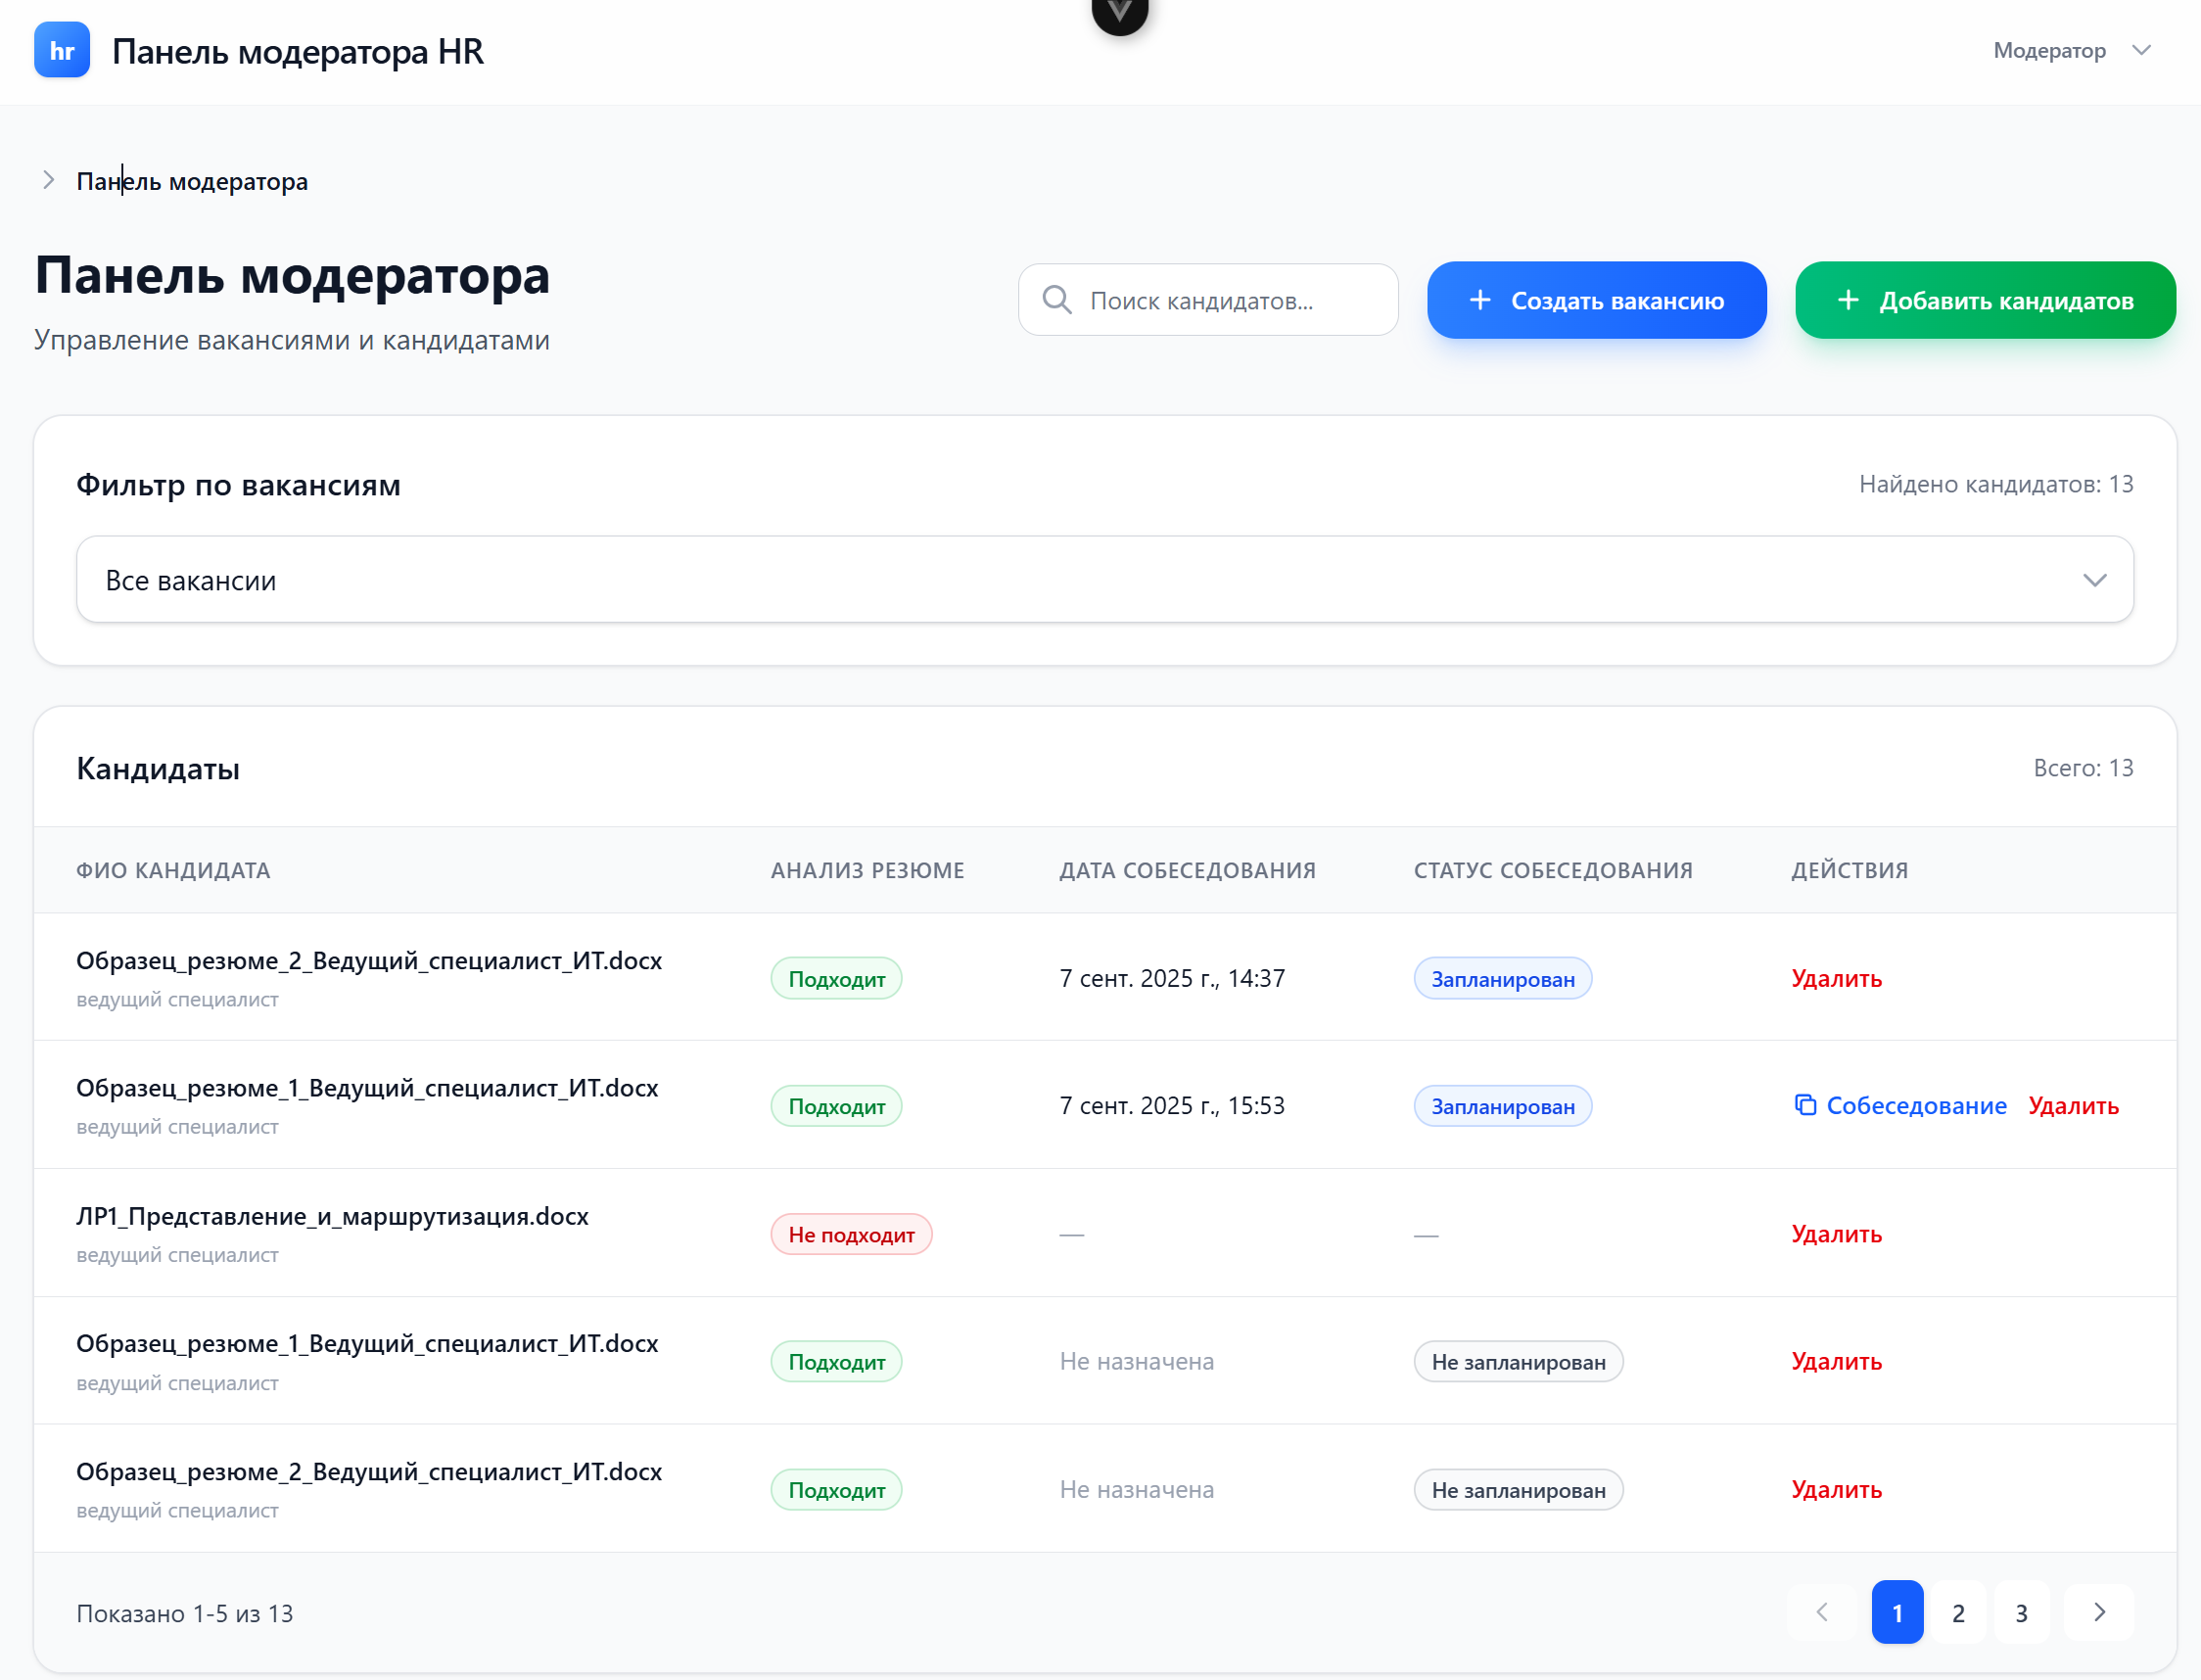 hr Панель модератора HR Модератор
Панель модератора
Панель модератора
Управление вакансиями и кандидатами
Поиск кандидатов...
+ Создать вакансию
+ Добавить кандидатов
Фильтр по вакансиям Найдено кандидатов: 13
Все вакансии
Кандидаты Всего: 13
ФИО КАНДИДАТА АНАЛИЗ РЕЗЮМЕ ДАТА СОБЕСЕДОВАНИЯ СТАТУС СОБЕСЕДОВАНИЯ ДЕЙСТВИЯ
Образец_резюме_2_Ведущий_специалист_ИТ.docx
ведущий специалист
Подходит 7 сент. 2025 г., 14:37 Запланирован Удалить
Образец_резюме_1_Ведущий_специалист_ИТ.docx
ведущий специалист
Подходит 7 сент. 2025 г., 15:53 Запланирован Собеседование Удалить
ЛР1_Представление_и_маршрутизация.docx
ведущий специалист
Не подходит — — Удалить
Образец_резюме_1_Ведущий_специалист_ИТ.docx
ведущий специалист
Подходит Не назначена Не запланирован Удалить
Образец_резюме_2_Ведущий_специалист_ИТ.docx
ведущий специалист
Подходит Не назначена Не запланирован Удалить
Показано 1-5 из 13 1 2 3